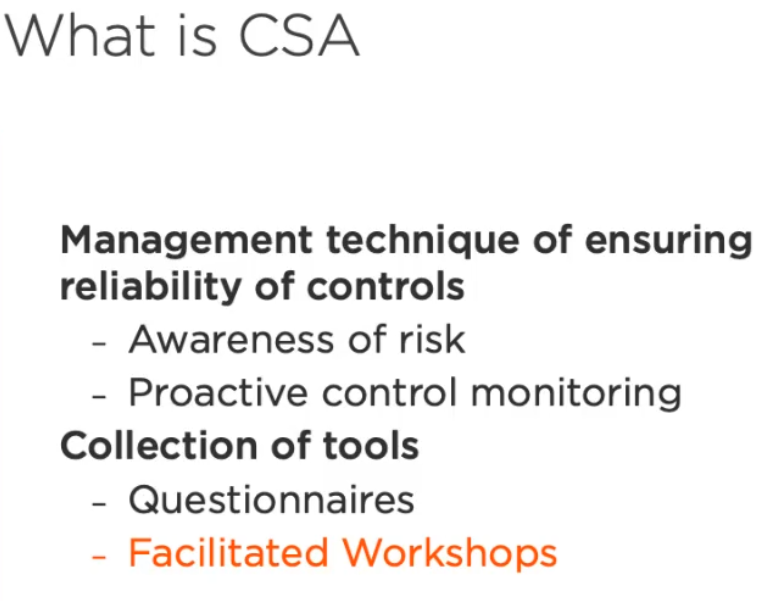 What is CSA
Management technique of ensuring
reliability of controls
– Awareness of risk
– Proactive control monitoring
Collection of tools
– Questionnaires
– Facilitated Workshops